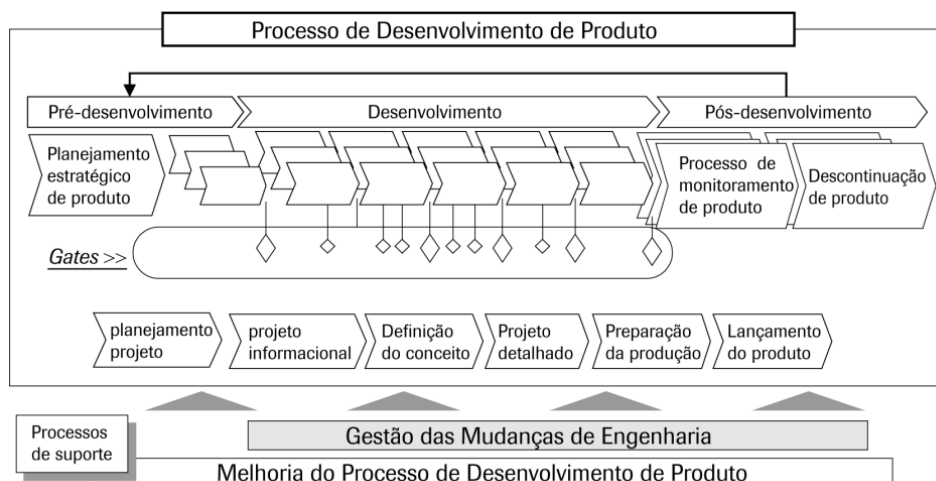 Processo de Desenvolvimento de Produto
Pré-desenvolvimento
Desenvolvimento
Pós-desenvolvimento
Planejamento
estratégico
de produto
Processo de
monitoramento
de produto
Descontinuação
de produto
Gates >>
planejamento
projeto
projeto
informacional
Definição
do conceito
Projeto
detalhado
Preparação
da produção
Lançamento
do produto
Processos
de suporte
Gestão das Mudanças de Engenharia
Melhoria do Processo de Desenvolvimento de Produto